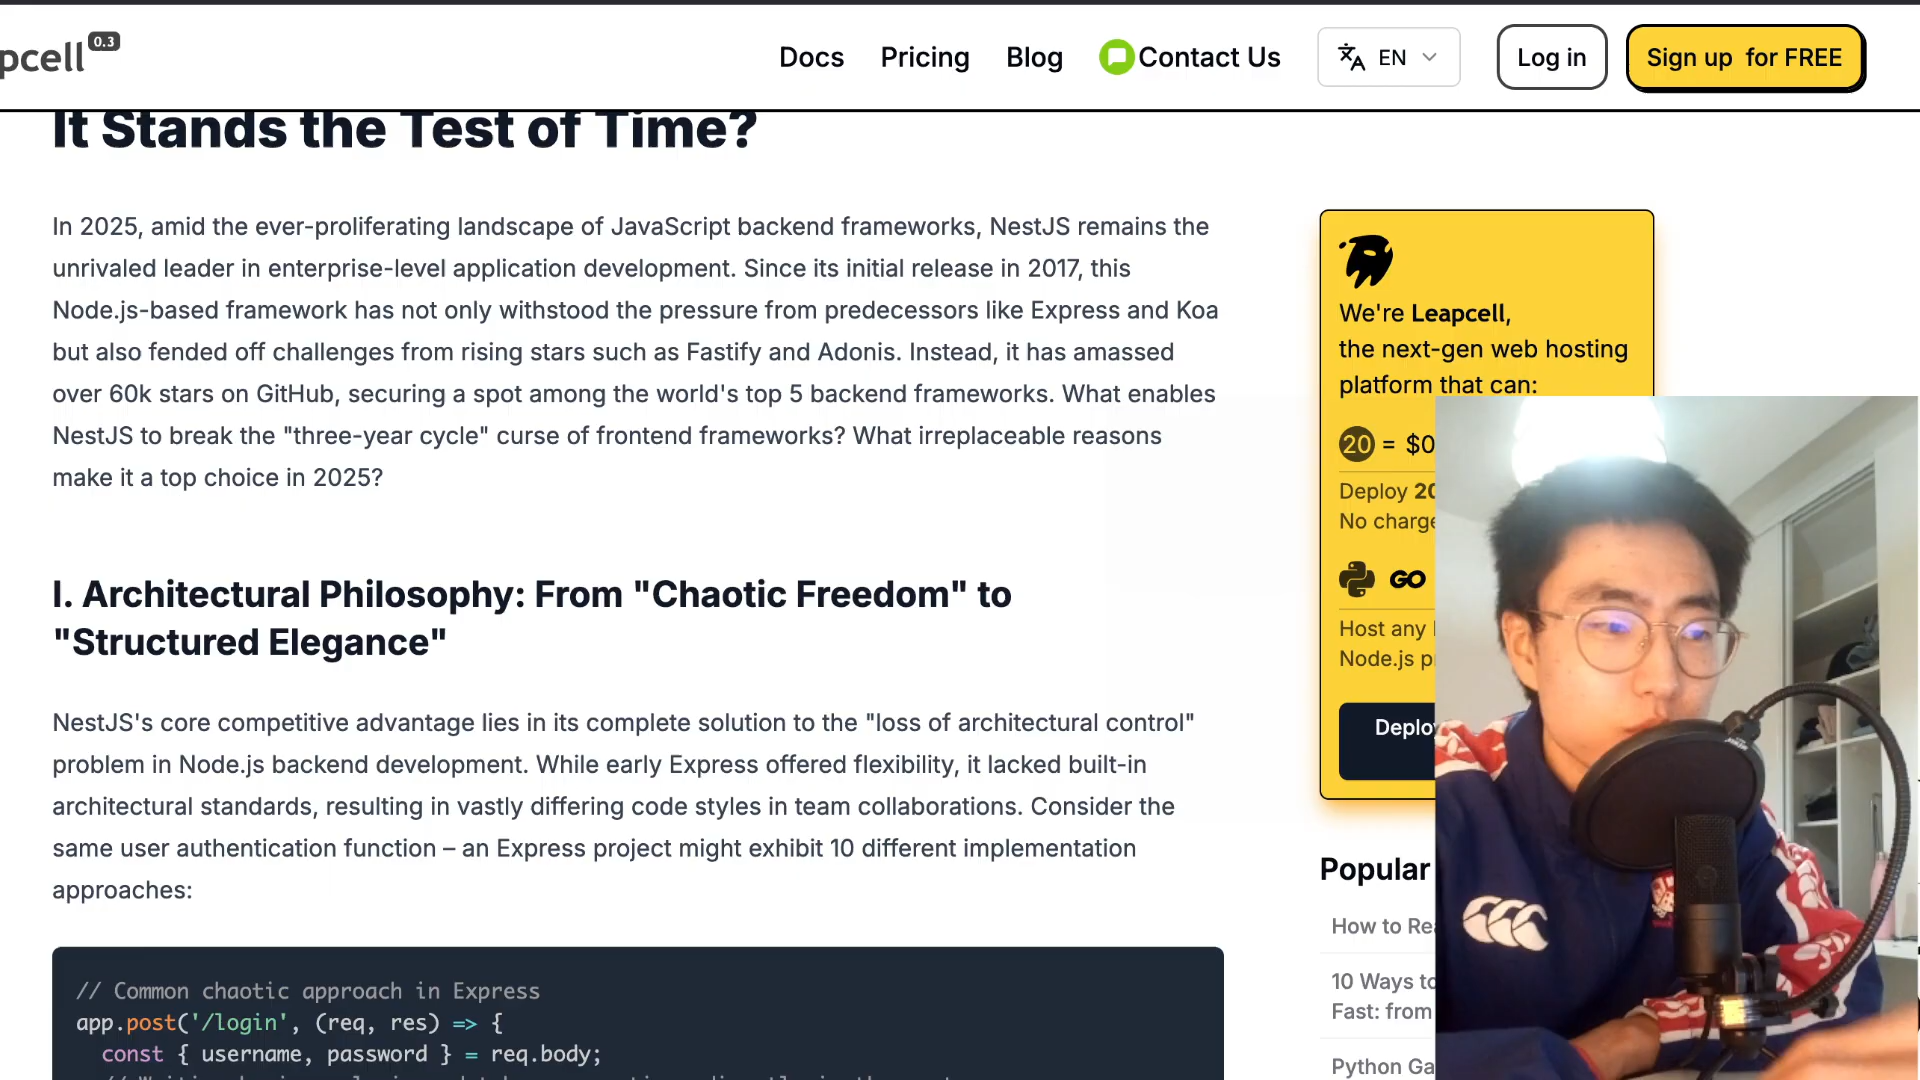 pcell 0.3
Docs
Pricing
Blog
Contact Us
EN
Log in
Sign up for FREE
It Stands the Test of Time?
In 2025, amid the ever-proliferating landscape of JavaScript backend frameworks, NestJS remains the
unrivaled leader in enterprise-level application development. Since its initial release in 2017, this
Node.js-based framework has not only withstood the pressure from predecessors like Express and Koa
but also fended off challenges from rising stars such as Fastify and Adonis. Instead, it has amassed
over 60k stars on GitHub, securing a spot among the world's top 5 backend frameworks. What enables
NestJS to break the "three-year cycle" curse of frontend frameworks? What irreplaceable reasons
make it a top choice in 2025?
I. Architectural Philosophy: From "Chaotic Freedom" to
"Structured Elegance"
NestJS's core competitive advantage lies in its complete solution to the "loss of architectural control"
problem in Node.js backend development. While early Express offered flexibility, it lacked built-in
architectural standards, resulting in vastly differing code styles in team collaborations. Consider the
same user authentication function – an Express project might exhibit 10 different implementation
approaches:
// Common chaotic approach in Express
app.post('/login', (req, res) => {
const { username, password } = req.body;
We're Leapcell,
the next-gen web hosting
platform that can:
20 = $0
Deploy 20
No charge
GO
Host any
Node.js p
Deploy
Popular
How to Rea
10 Ways to
Fast: from
Python Ga